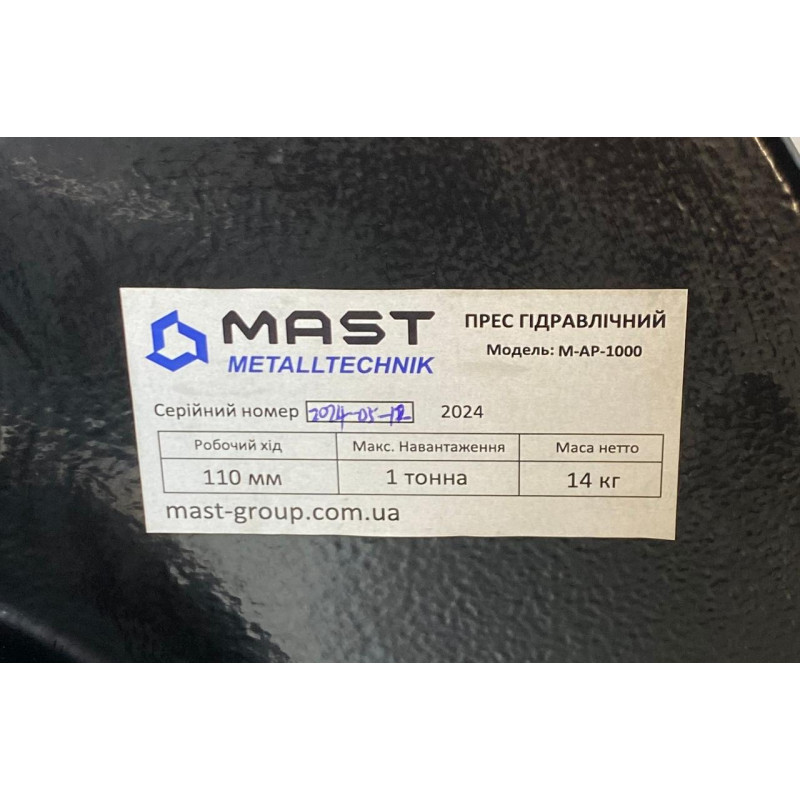 MAST
METALLTECHNIK
ПРЕС ГІДРАВЛІЧНИЙ
Модель: M-AP-1000
Серійний номер 2024-05-12 2024
Робочий хід Макс. Навантаження Маса нетто
110 мм 1 тонна 14 кг
mast-group.com.ua